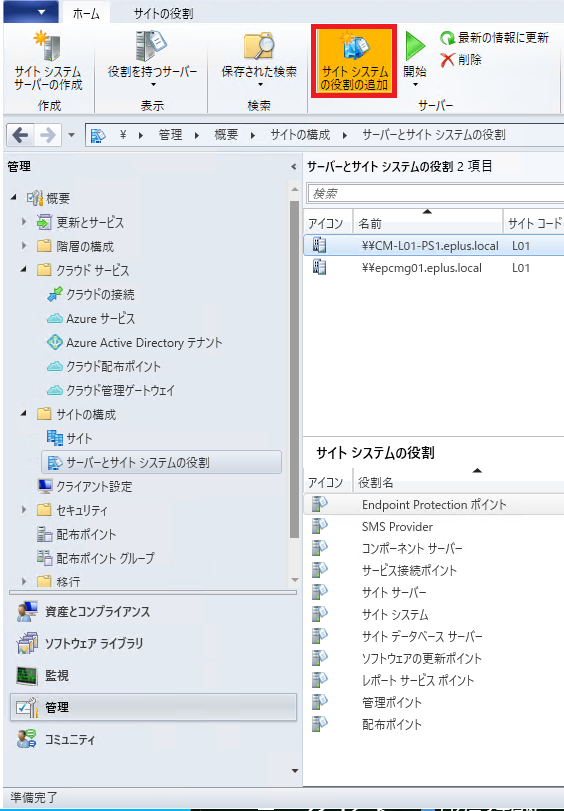 ホーム
サイトの役割
サイト システム
サーバーの作成
役割を持つサーバー
保存された検索
サイト システム
の役割の追加
開始
最新の情報に更新
削除
作成
表示
検索
サーバー
¥ 管理 概要 サイトの構成 サーバーとサイト システムの役割
管理
概要
更新とサービス
階層の構成
クラウド サービス
クラウドの接続
Azure サービス
Azure Active Directory テナント
クラウド配布ポイント
クラウド管理ゲートウェイ
サイトの構成
サイト
サーバーとサイト システムの役割
クライアント設定
セキュリティ
配布ポイント
配布ポイント グループ
移行
資産とコンプライアンス
ソフトウェア ライブラリ
監視
管理
コミュニティ
サーバーとサイト システムの役割 2 項目
検索
アイコン 名前 サイト コード
¥¥CM-L01-PS1.eplus.local L01
¥¥epcmg01.eplus.local L01
サイト システムの役割
アイコン 役割名
Endpoint Protection ポイント
SMS Provider
コンポーネント サーバー
サービス接続ポイント
サイト サーバー
サイト システム
サイト データベース サーバー
ソフトウェアの更新ポイント
レポート サービス ポイント
管理ポイント
配布ポイント
準備完了